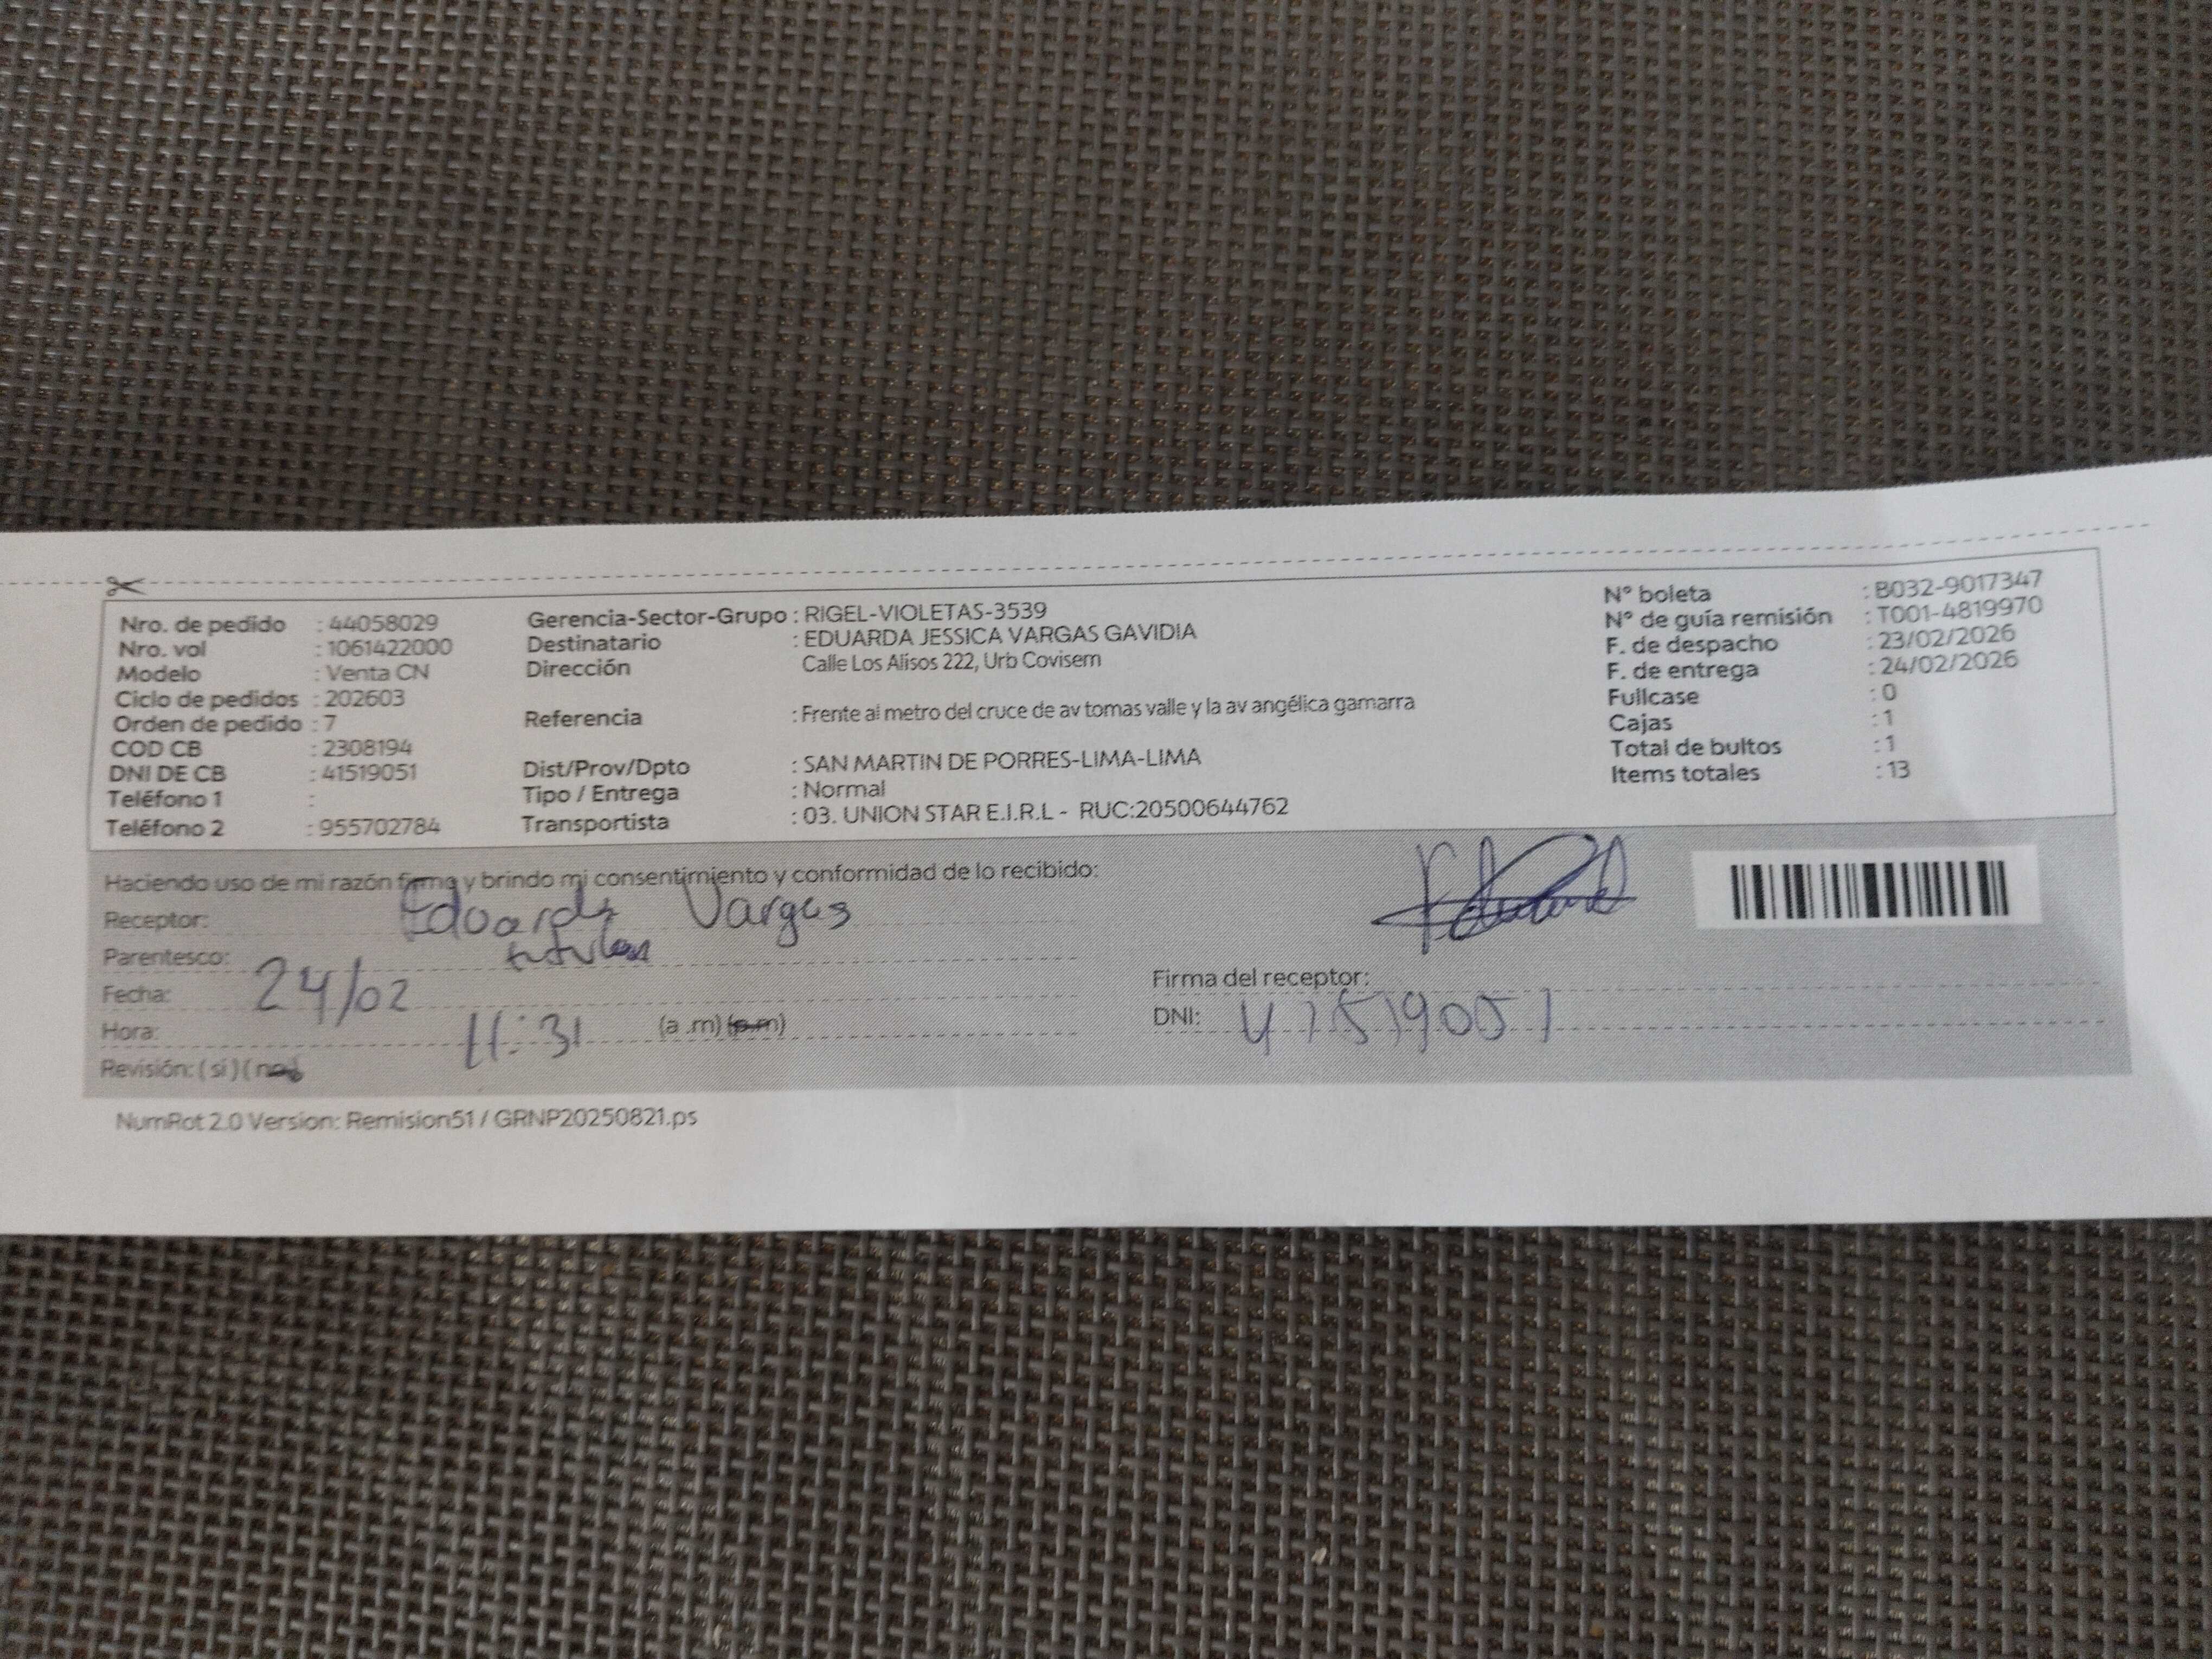 Nro. de pedido : 44058029
Nro. vol : 1061422000
Modelo : Venta CN
Ciclo de pedidos : 202603
Orden de pedido : 7
COD CB : 2308194
DNI DE CB : 41519051
Teléfono 1 :
Teléfono 2 : 955702784
Gerencia-Sector-Grupo : RIGEL-VIOLETAS-3539
Destinatario : EDUARDA JESSICA VARGAS GAVIDIA
Dirección Calle Los Alisos 222, Urb Covisem
Referencia : Frente al metro del cruce de av tomas valle y la av angélica gamarra
Dist/Prov/Dpto : SAN MARTIN DE PORRES-LIMA-LIMA
Tipo / Entrega : Normal
Transportista : 03. UNION STAR E.I.R.L - RUC:20500644762
N° boleta : B032-9017347
N° de guía remisión : T001-4819970
F. de despacho : 23/02/2026
F. de entrega : 24/02/2026
Fullcase : 0
Cajas : 1
Total de bultos : 1
Items totales : 13
Haciendo uso de mi razón firmo y brindo mi consentimiento y conformidad de lo recibido:
Receptor: Eduarda Vargas
Parentesco: titular
Fecha: 24/02
Hora: 11:31 (a .m) (p.m)
Revisión: ( sí ) ( no )
Firma del receptor:
DNI: 41519051
NumRot 2.0 Version: Remision51 / GRNP20250821.ps